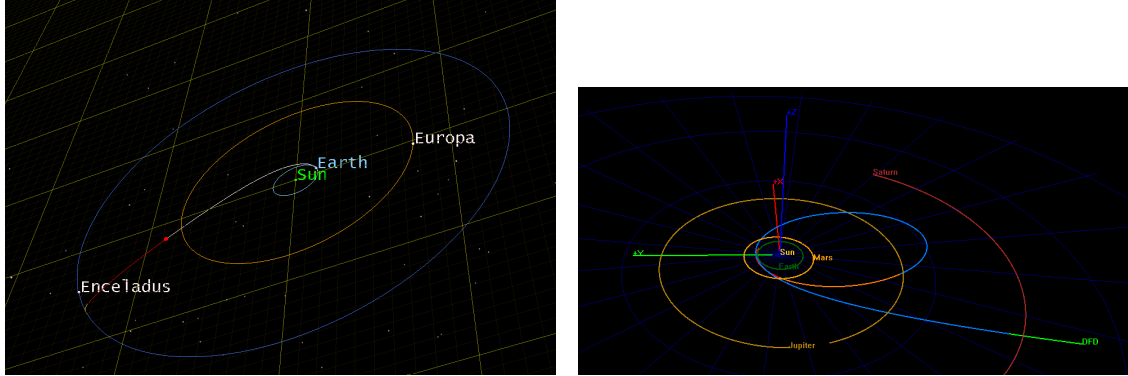 Europa
Earth
Sun
Enceladus
+Z
Saturn
+X
+Y
Sun
Mars
Earth
Jupiter
DFD